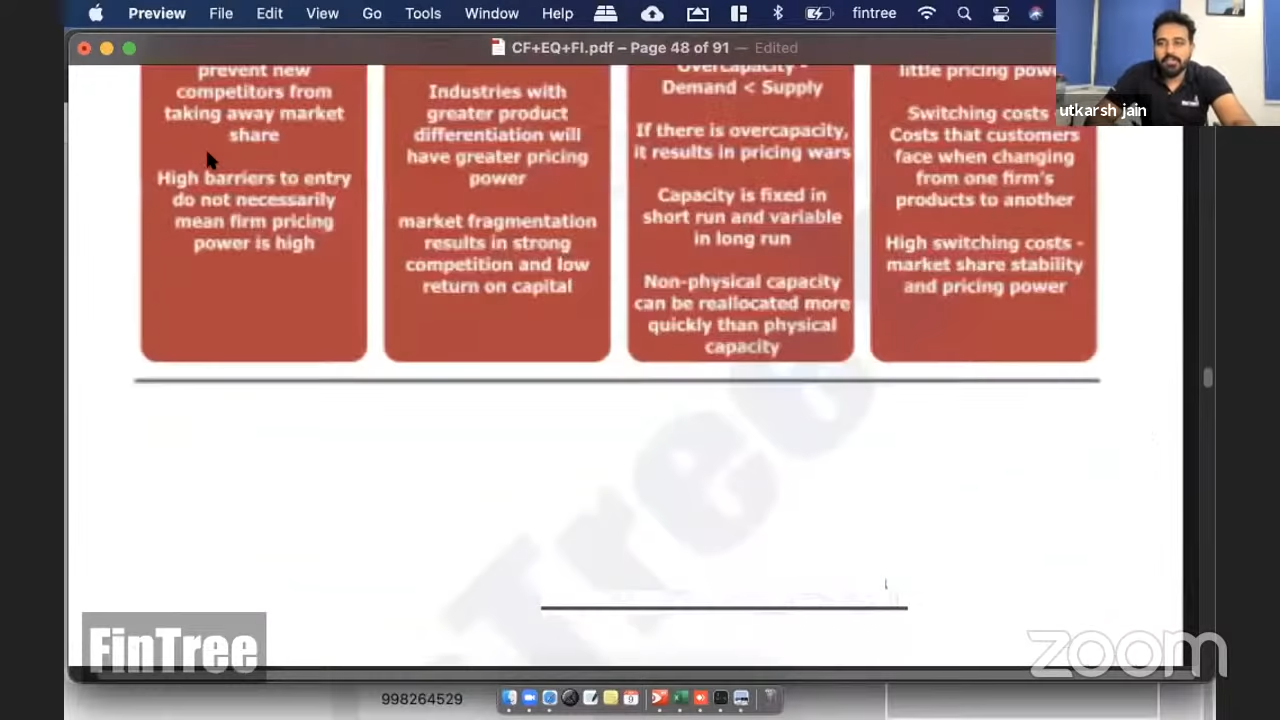 Preview File Edit View Go Tools Window Help fintree
CF+EQ+FI.pdf – Page 48 of 91 — Edited
utkarsh jain
prevent new
competitors from
taking away market
share
High barriers to entry
do not necessarily
mean firm pricing
power is high
Industries with
greater product
differentiation will
have greater pricing
power
market fragmentation
results in strong
competition and low
return on capital
Overcapacity -
Demand < Supply
If there is overcapacity,
it results in pricing wars
Capacity is fixed in
short run and variable
in long run
Non-physical capacity
can be reallocated more
quickly than physical
capacity
little pricing power
Switching costs -
Costs that customers
face when changing
from one firm's
products to another
High switching costs -
market share stability
and pricing power
Tree
FinTree
zoom
998264529